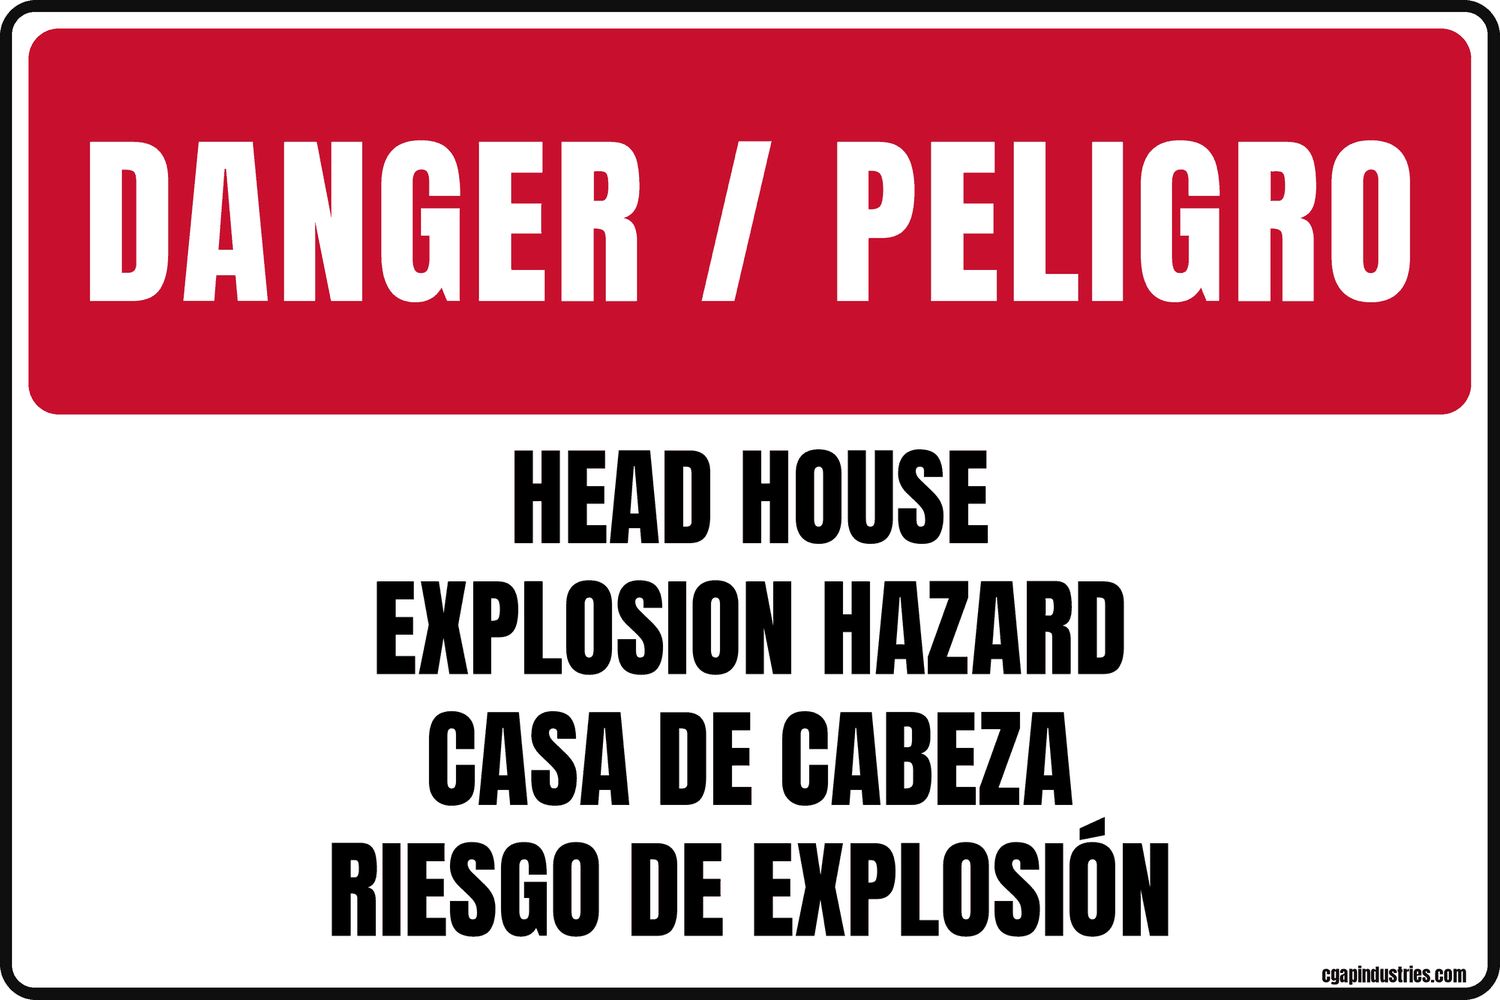 DANGER / PELIGRO
HEAD HOUSE
EXPLOSION HAZARD
CASA DE CABEZA
RIESGO DE EXPLOSIÓN
cgapindustries.com